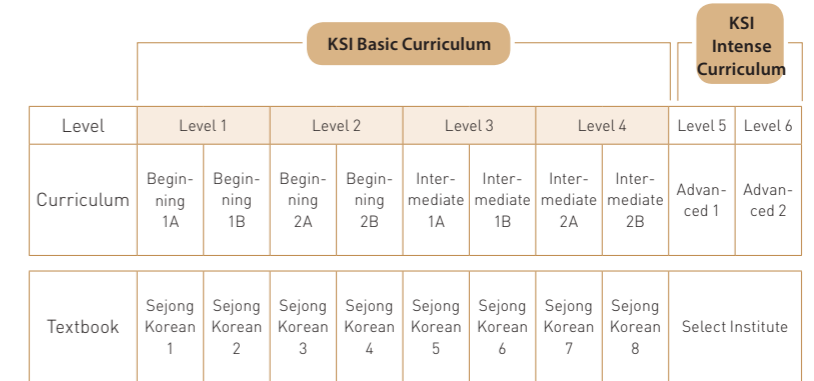 KSI Basic Curriculum
KSI
Intense
Curriculum
Level
Level 1
Level 2
Level 3
Level 4
Level 5
Level 6
Curriculum
Begin-
ning
1A
Begin-
ning
1B
Begin-
ning
2A
Begin-
ning
2B
Inter-
mediate
1A
Inter-
mediate
1B
Inter-
mediate
2A
Inter-
mediate
2B
Advan-
ced 1
Advan-
ced 2
Textbook
Sejong
Korean
1
Sejong
Korean
2
Sejong
Korean
3
Sejong
Korean
4
Sejong
Korean
5
Sejong
Korean
6
Sejong
Korean
7
Sejong
Korean
8
Select Institute